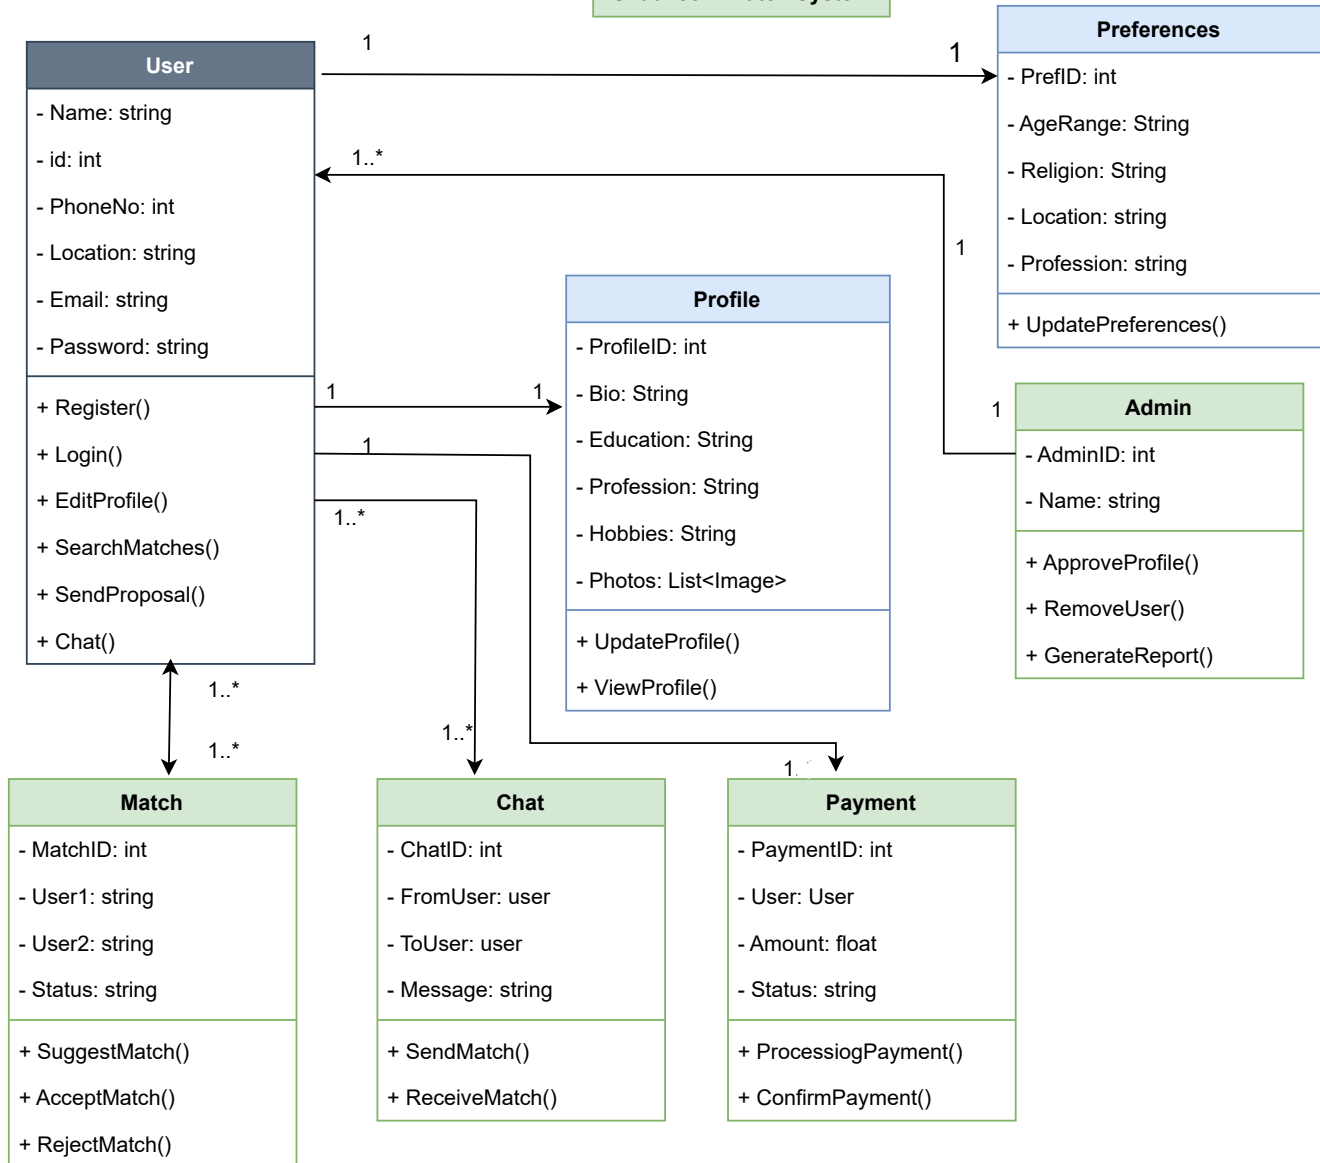 User
- Name: string
- id: int
- PhoneNo: int
- Location: string
- Email: string
- Password: string
+ Register()
+ Login()
+ EditProfile()
+ SearchMatches()
+ SendProposal()
+ Chat()
1
1
1..*
1
1
1
1
1
1..*
1..*
1.
1..*
1..*
Preferences
- PrefID: int
- AgeRange: String
- Religion: String
- Location: string
- Profession: string
+ UpdatePreferences()
Profile
- ProfileID: int
- Bio: String
- Education: String
- Profession: String
- Hobbies: String
- Photos: List<Image>
+ UpdateProfile()
+ ViewProfile()
Admin
- AdminID: int
- Name: string
+ ApproveProfile()
+ RemoveUser()
+ GenerateReport()
Match
- MatchID: int
- User1: string
- User2: string
- Status: string
+ SuggestMatch()
+ AcceptMatch()
+ RejectMatch()
Chat
- ChatID: int
- FromUser: user
- ToUser: user
- Message: string
+ SendMatch()
+ ReceiveMatch()
Payment
- PaymentID: int
- User: User
- Amount: float
- Status: string
+ ProcessiogPayment()
+ ConfirmPayment()